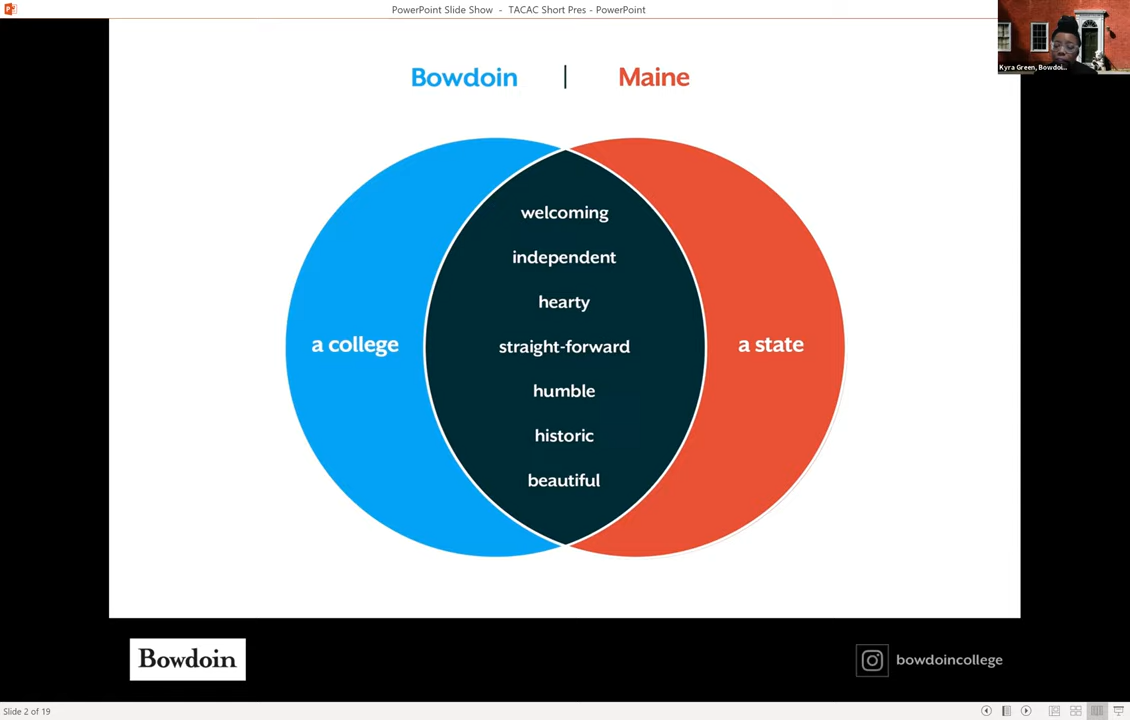 PowerPoint Slide Show - TACAC Short Pres - PowerPoint
Kyra Green, Bowdoi...
Bowdoin | Maine
welcoming
independent
hearty
a college
straight-forward
a state
humble
historic
beautiful
Bowdoin
bowdoincollege
Slide 2 of 19